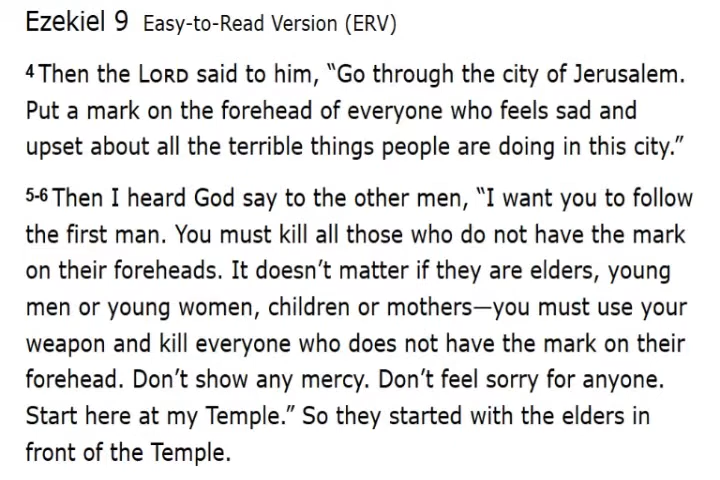 Ezekiel 9 Easy-to-Read Version (ERV)
4 Then the LORD said to him, “Go through the city of Jerusalem.
Put a mark on the forehead of everyone who feels sad and
upset about all the terrible things people are doing in this city.”
5-6 Then I heard God say to the other men, “I want you to follow
the first man. You must kill all those who do not have the mark
on their foreheads. It doesn’t matter if they are elders, young
men or young women, children or mothers—you must use your
weapon and kill everyone who does not have the mark on their
forehead. Don’t show any mercy. Don’t feel sorry for anyone.
Start here at my Temple.” So they started with the elders in
front of the Temple.